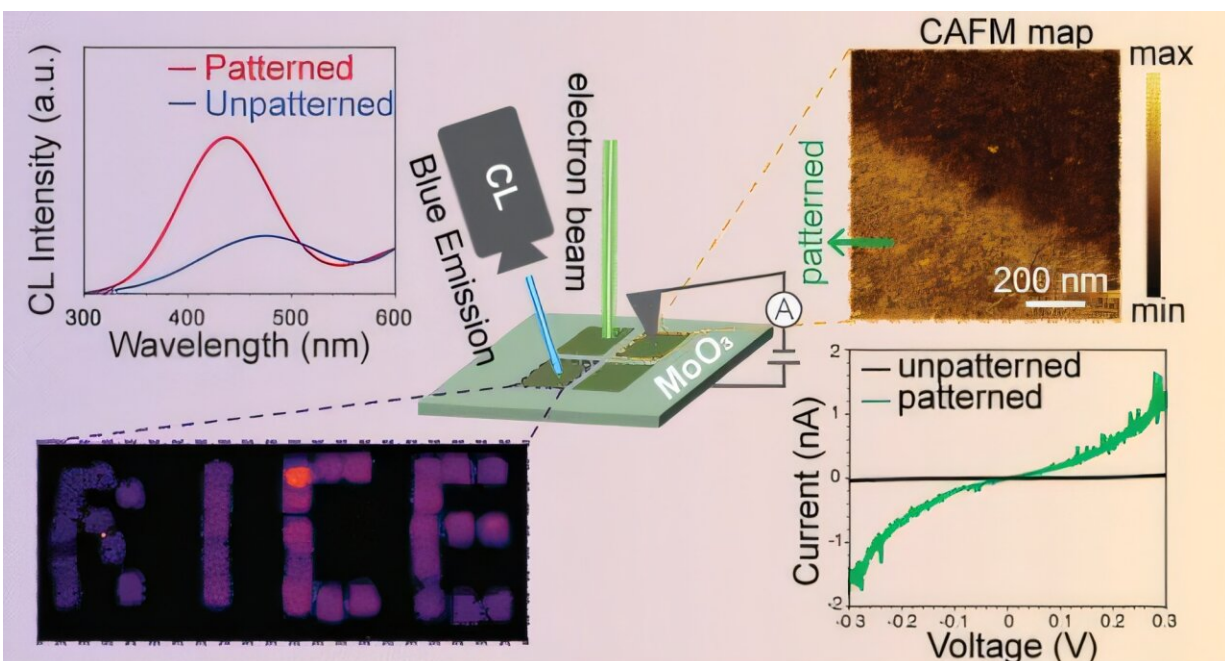 CL Intensity (a.u.)
Patterned
Unpatterned
300 400 500 600
Wavelength (nm)
CL
Blue Emission
electron beam
MoO₃
A
CAFM map
max
min
patterned
200 nm
RICE
unpatterned
patterned
Current (nA)
1
0
-1
-2
-0.3 -0.2 -0.1 0 0.1 0.2 0.3
Voltage (V)